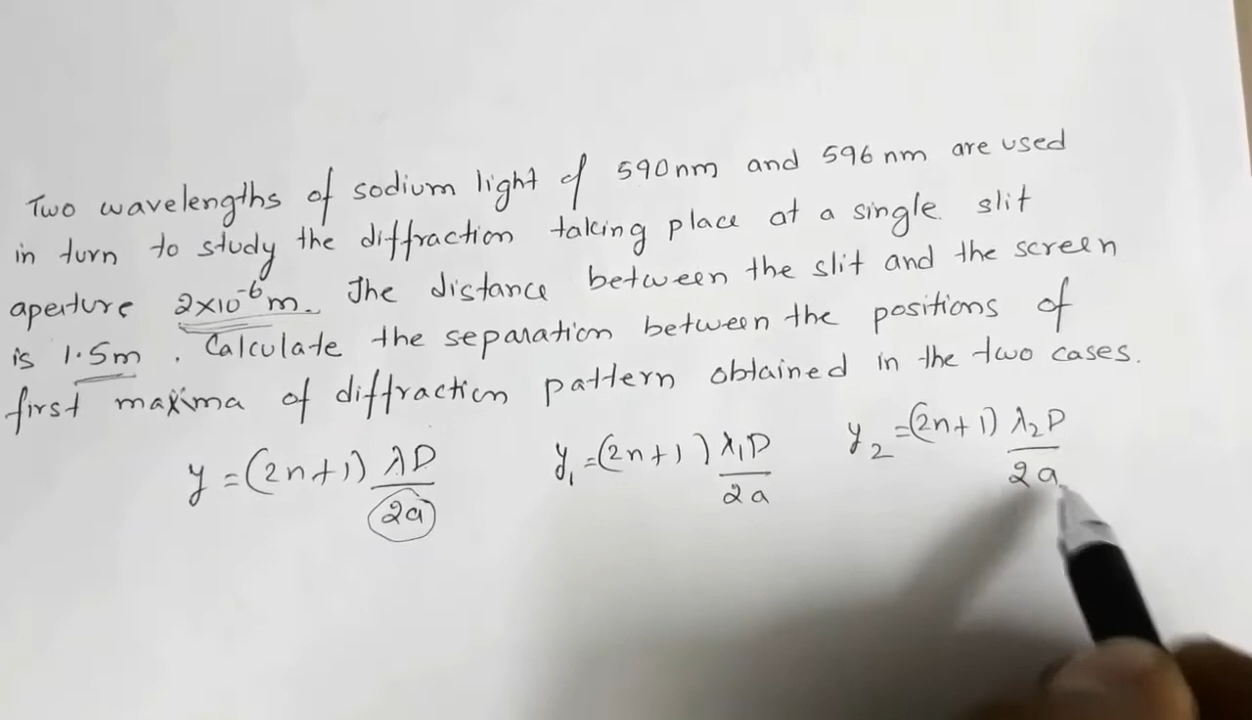 Two wavelengths of sodium light of 590nm and 596nm are used
in turn to study the diffraction taking place at a single slit
aperture 2×10⁻⁶m. The distance between the slit and the screen
is 1.5m. Calculate the separation between the positions of
first maxima of diffraction pattern obtained in the two cases.
y = (2n+1) λD/2a y₁ = (2n+1) λ₁D/2a y₂ = (2n+1) λ₂D/2a